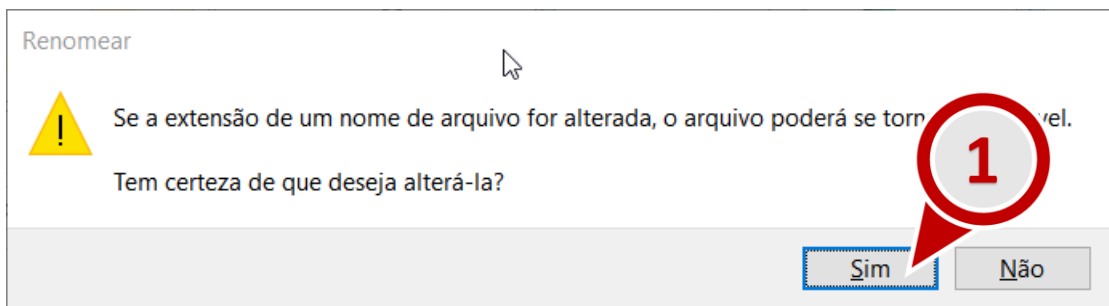 Renomear
!
Se a extensão de um nome de arquivo for alterada, o arquivo poderá se
Tem certeza de que deseja alterá-la?
1
Sim
Não